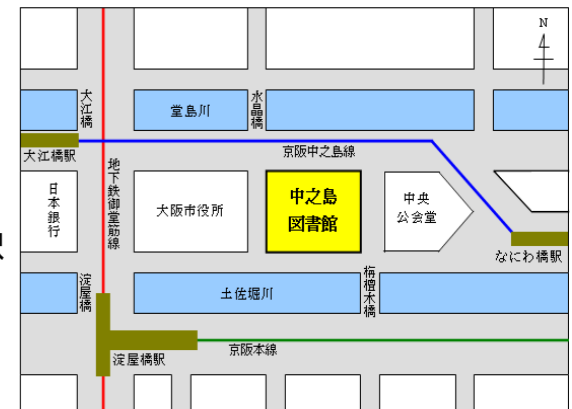 N
大江橋
堂島川
水晶橋
大江橋駅
京阪中之島線
地下鉄御堂筋線
日本銀行
大阪市役所
中之島
図書館
中央
公会堂
なにわ橋駅
淀屋橋
土佐堀川
栴檀木橋
淀屋橋駅
京阪本線